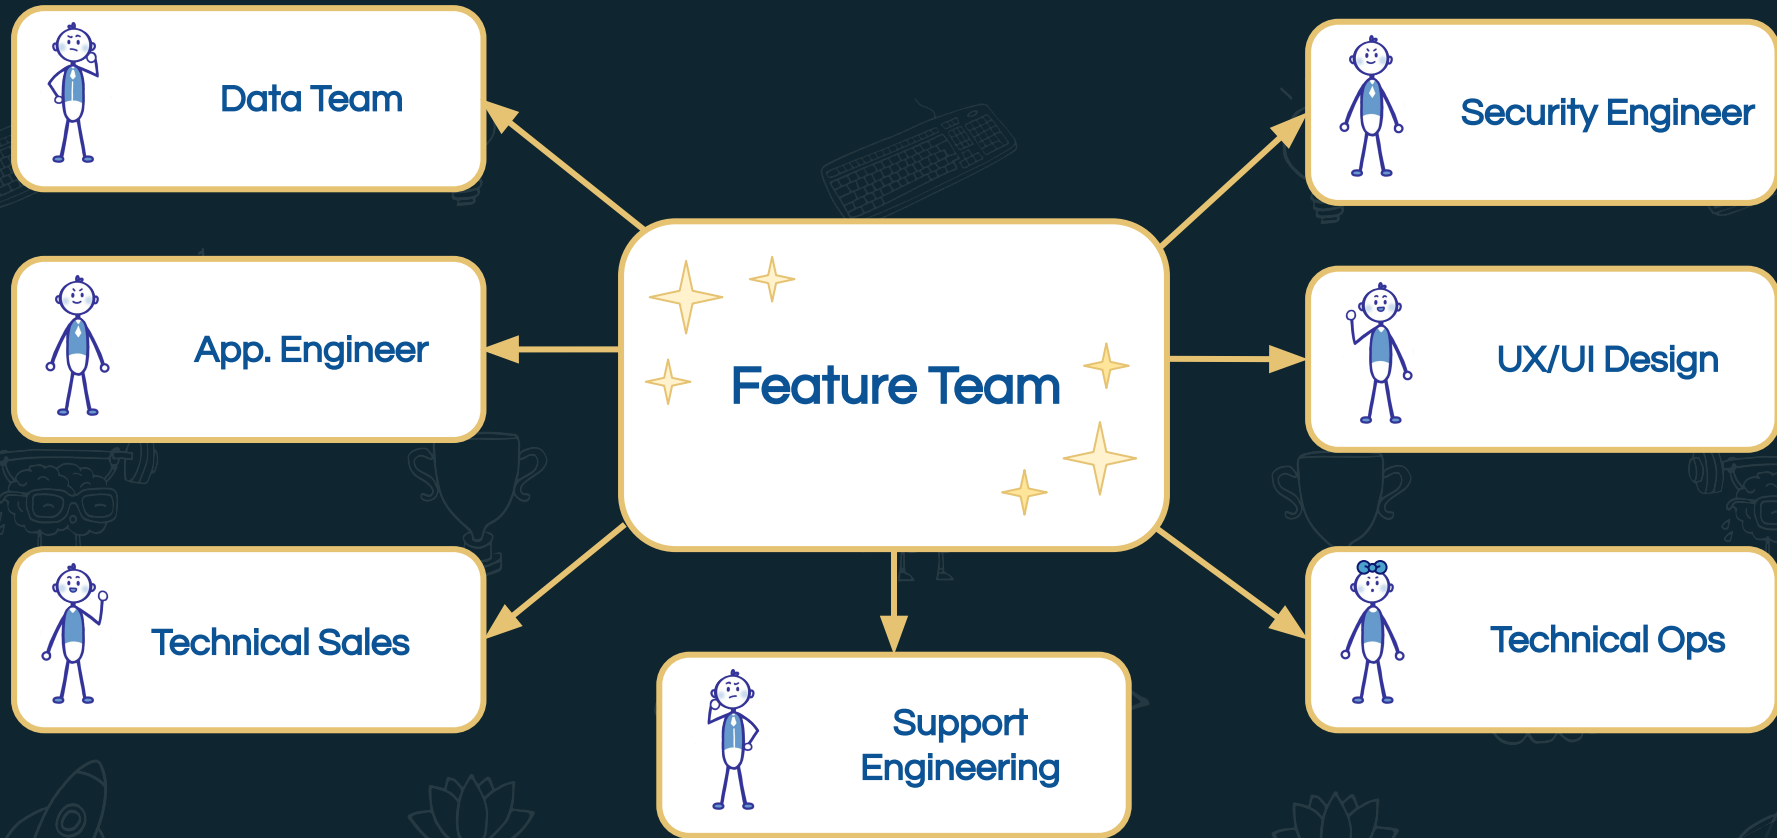 Data Team
Security Engineer
App. Engineer
Feature Team
UX/UI Design
Technical Sales
Technical Ops
Support
Engineering